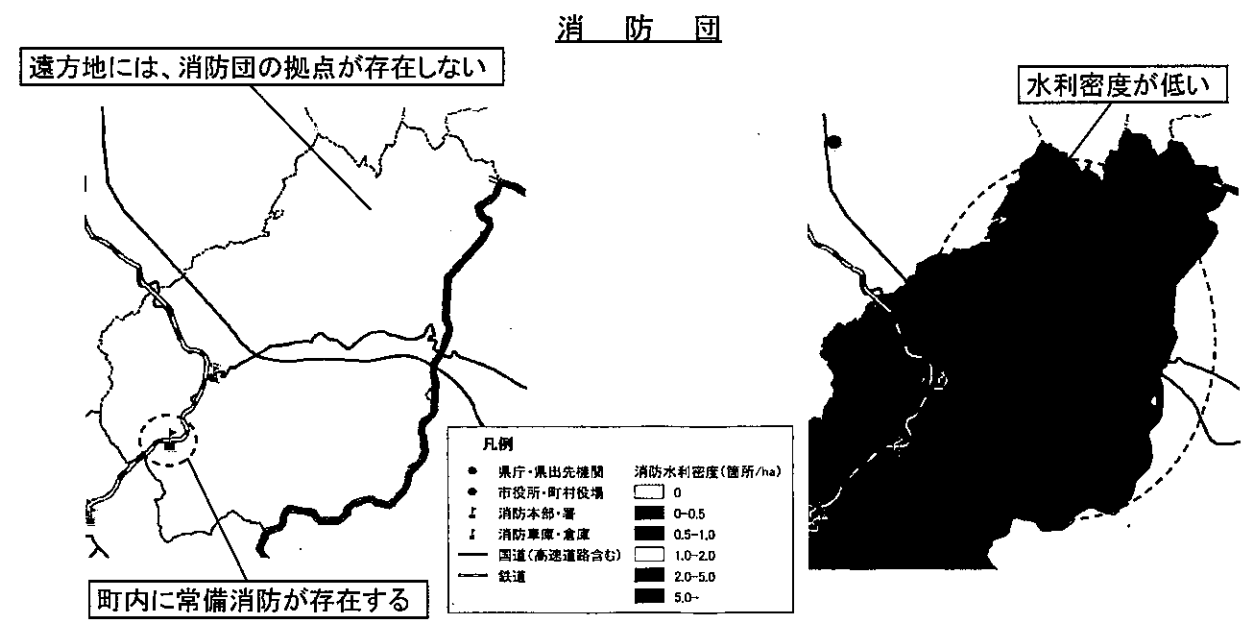 消 防 団
遠方地には、消防団の拠点が存在しない
水利密度が低い
凡例
県庁・県出先機関
市役所・町村役場
消防本部・署
消防車庫・倉庫
国道(高速道路含む)
鉄道
消防水利密度(箇所/ha)
0
0-0.5
0.5-1.0
1.0-2.0
2.0-5.0
5.0-
町内に常備消防が存在する